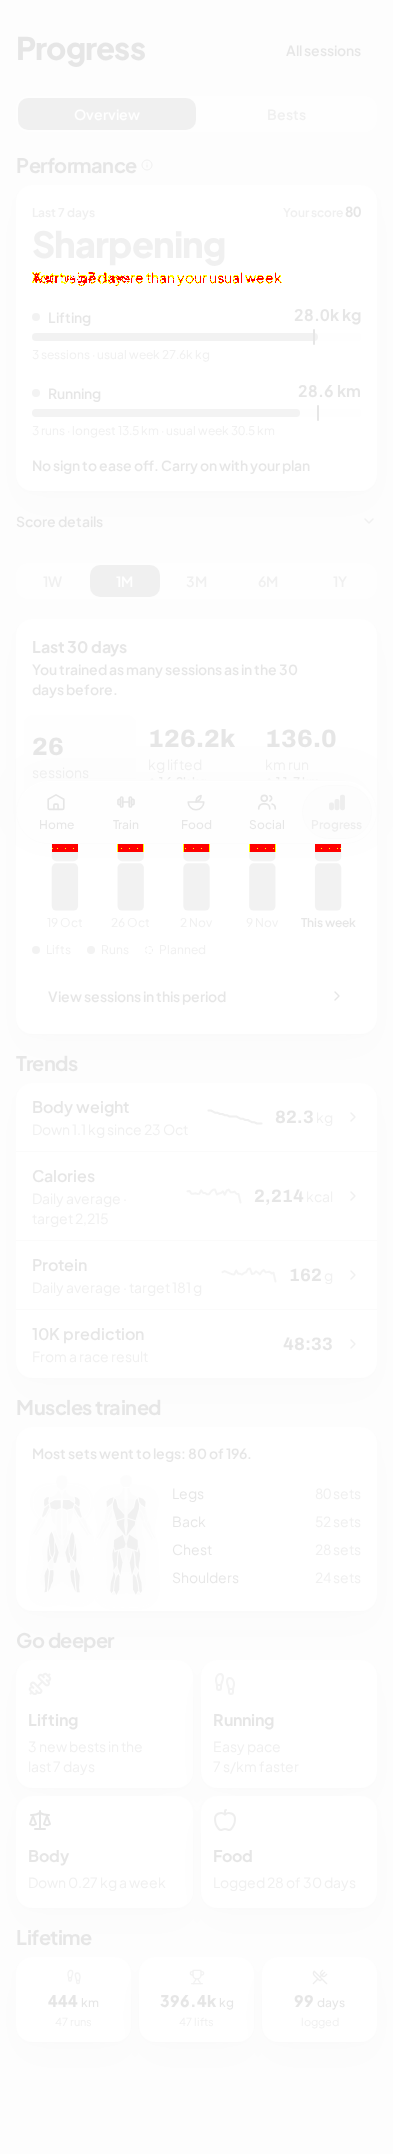 Progress
All sessions
Overview
Bests
Performance
Last 7 days
Your score 80
Sharpening
than your usual week
Lifting
28.0k kg
3 sessions · usual week 27.6k kg
Running
28.6 km
3 runs · longest 13.5 km · usual week 30.5 km
No sign to ease off. Carry on with your plan
Score details
1W
1M
3M
6M
1Y
Last 30 days
You trained as many sessions as in the 30
days before.
26
126.2k
136.0
sessions
kg lifted
km run
Home
Train
Food
Social
Progress
19 Oct
26 Oct
2 Nov
9 Nov
This week
Lifts
Runs
Planned
View sessions in this period
Trends
Body weight
82.3 kg
Down 1.1 kg since 23 Oct
Calories
Daily average
2,214 kcal
target 2,215
Protein
162 g
Daily average · target 181 g
10K prediction
48:33
From a race result
Muscles trained
Most sets went to legs: 80 of 196.
Legs
80 sets
Back
52 sets
Chest
28 sets
Shoulders
24 sets
Go deeper
Lifting
3 new bests in the
last 7 days
Running
Easy pace
7 s/km faster
Body
Down 0.27 kg a week
Food
Logged 28 of 30 days
Lifetime
444 km
47 runs
396.4k kg
47 lifts
99 days
logged